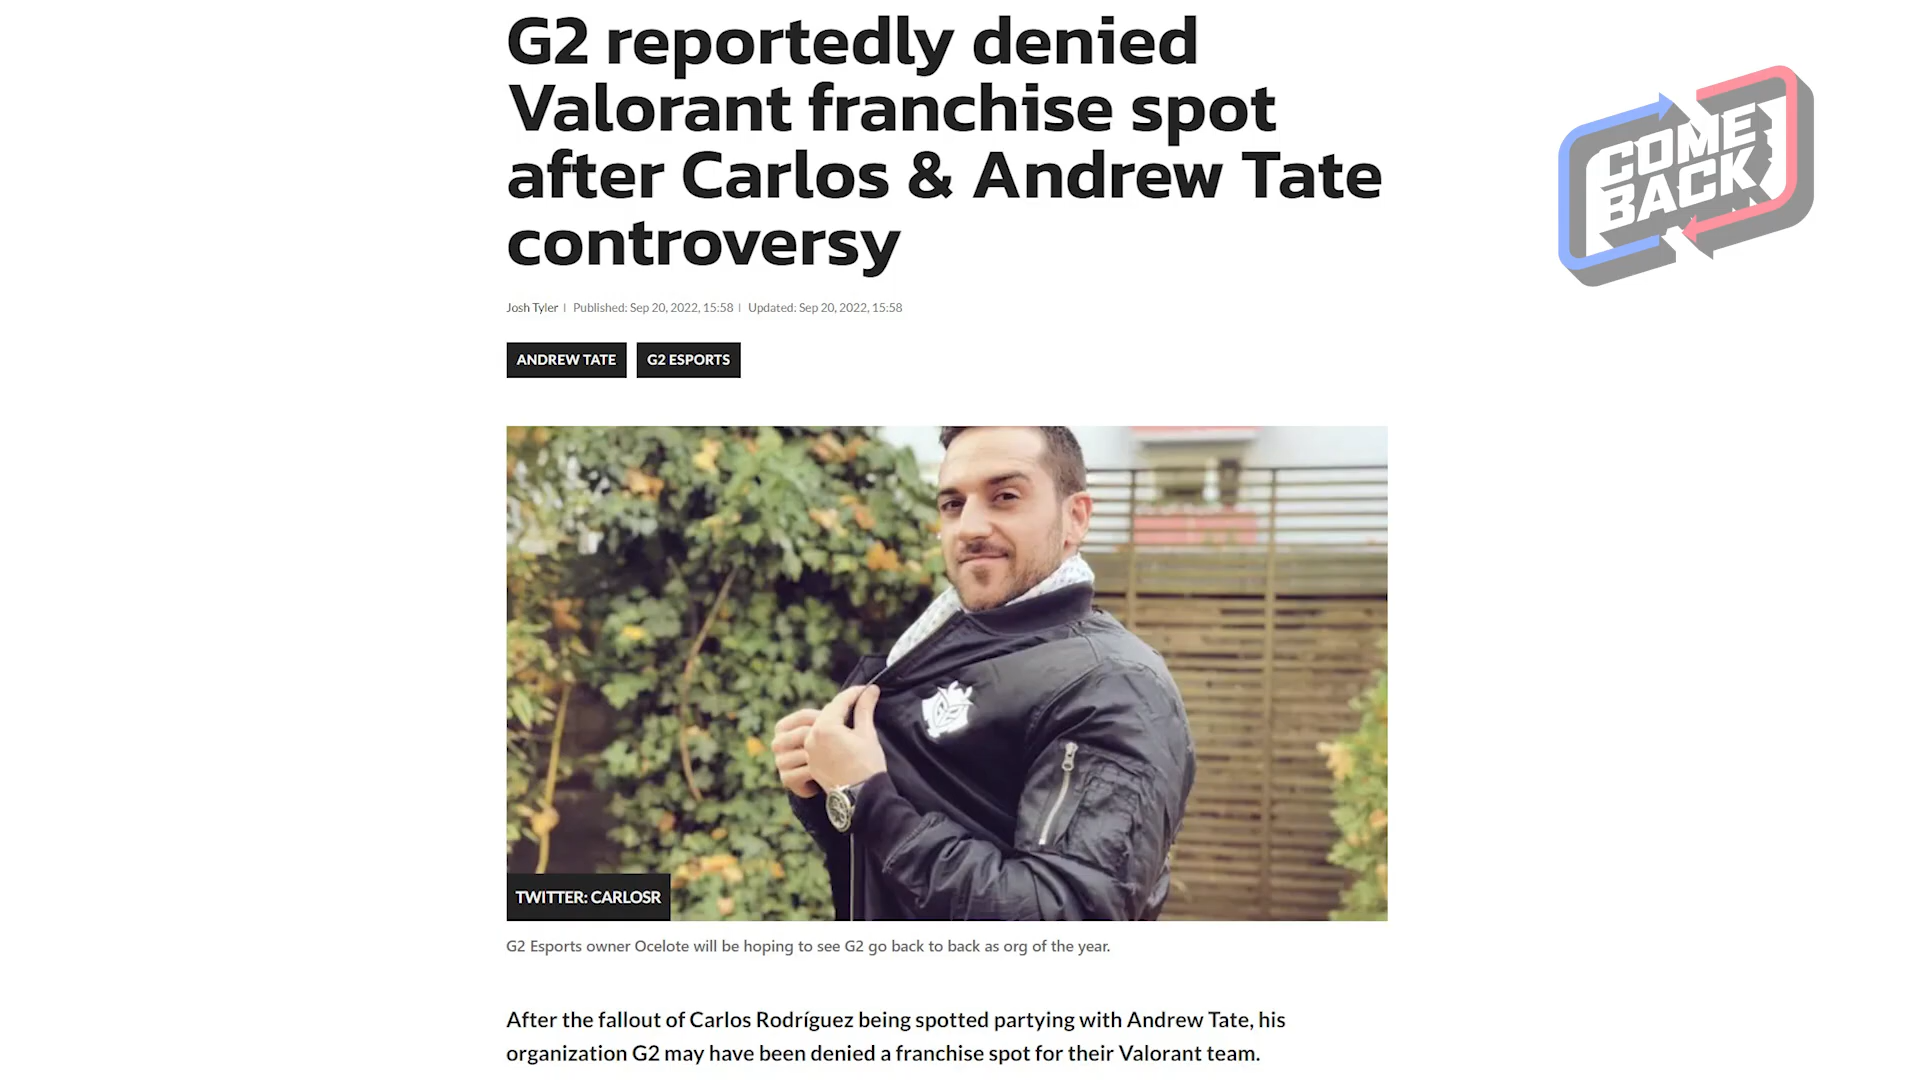 G2 reportedly denied
Valorant franchise spot
after Carlos & Andrew Tate
controversy
COME
BACK
Josh Tyler | Published: Sep 20, 2022, 15:58 | Updated: Sep 20, 2022, 15:58
ANDREW TATE G2 ESPORTS
TWITTER: CARLOSR
G2 Esports owner Ocelote will be hoping to see G2 go back to back as org of the year.
After the fallout of Carlos Rodríguez being spotted partying with Andrew Tate, his
organization G2 may have been denied a franchise spot for their Valorant team.